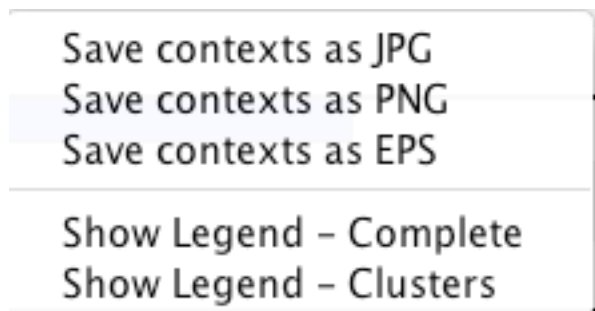 Save contexts as JPG
Save contexts as PNG
Save contexts as EPS
Show Legend – Complete
Show Legend – Clusters